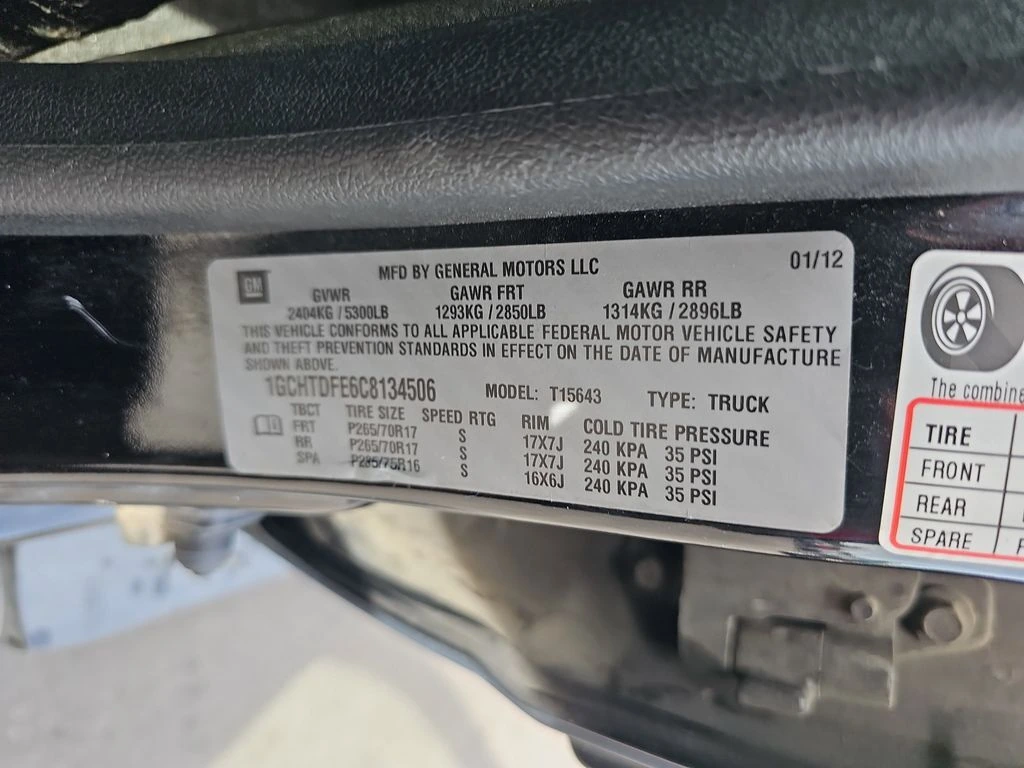 GM
MFD BY GENERAL MOTORS LLC 01/12
GVWR GAWR FRT GAWR RR
2404KG / 5300LB 1293KG / 2850LB 1314KG / 2896LB
THIS VEHICLE CONFORMS TO ALL APPLICABLE FEDERAL MOTOR VEHICLE SAFETY
AND THEFT PREVENTION STANDARDS IN EFFECT ON THE DATE OF MANUFACTURE
SHOWN ABOVE.
1GCHTDFE6C8134506 MODEL: T15643 TYPE: TRUCK
TBCT TIRE SIZE SPEED RTG RIM COLD TIRE PRESSURE
FRT P265/70R17 S 17X7J 240 KPA 35 PSI
RR P265/70R17 S 17X7J 240 KPA 35 PSI
SPA P235/75R16 S 16X6J 240 KPA 35 PSI
The combine
TIRE
FRONT
REAR
SPARE